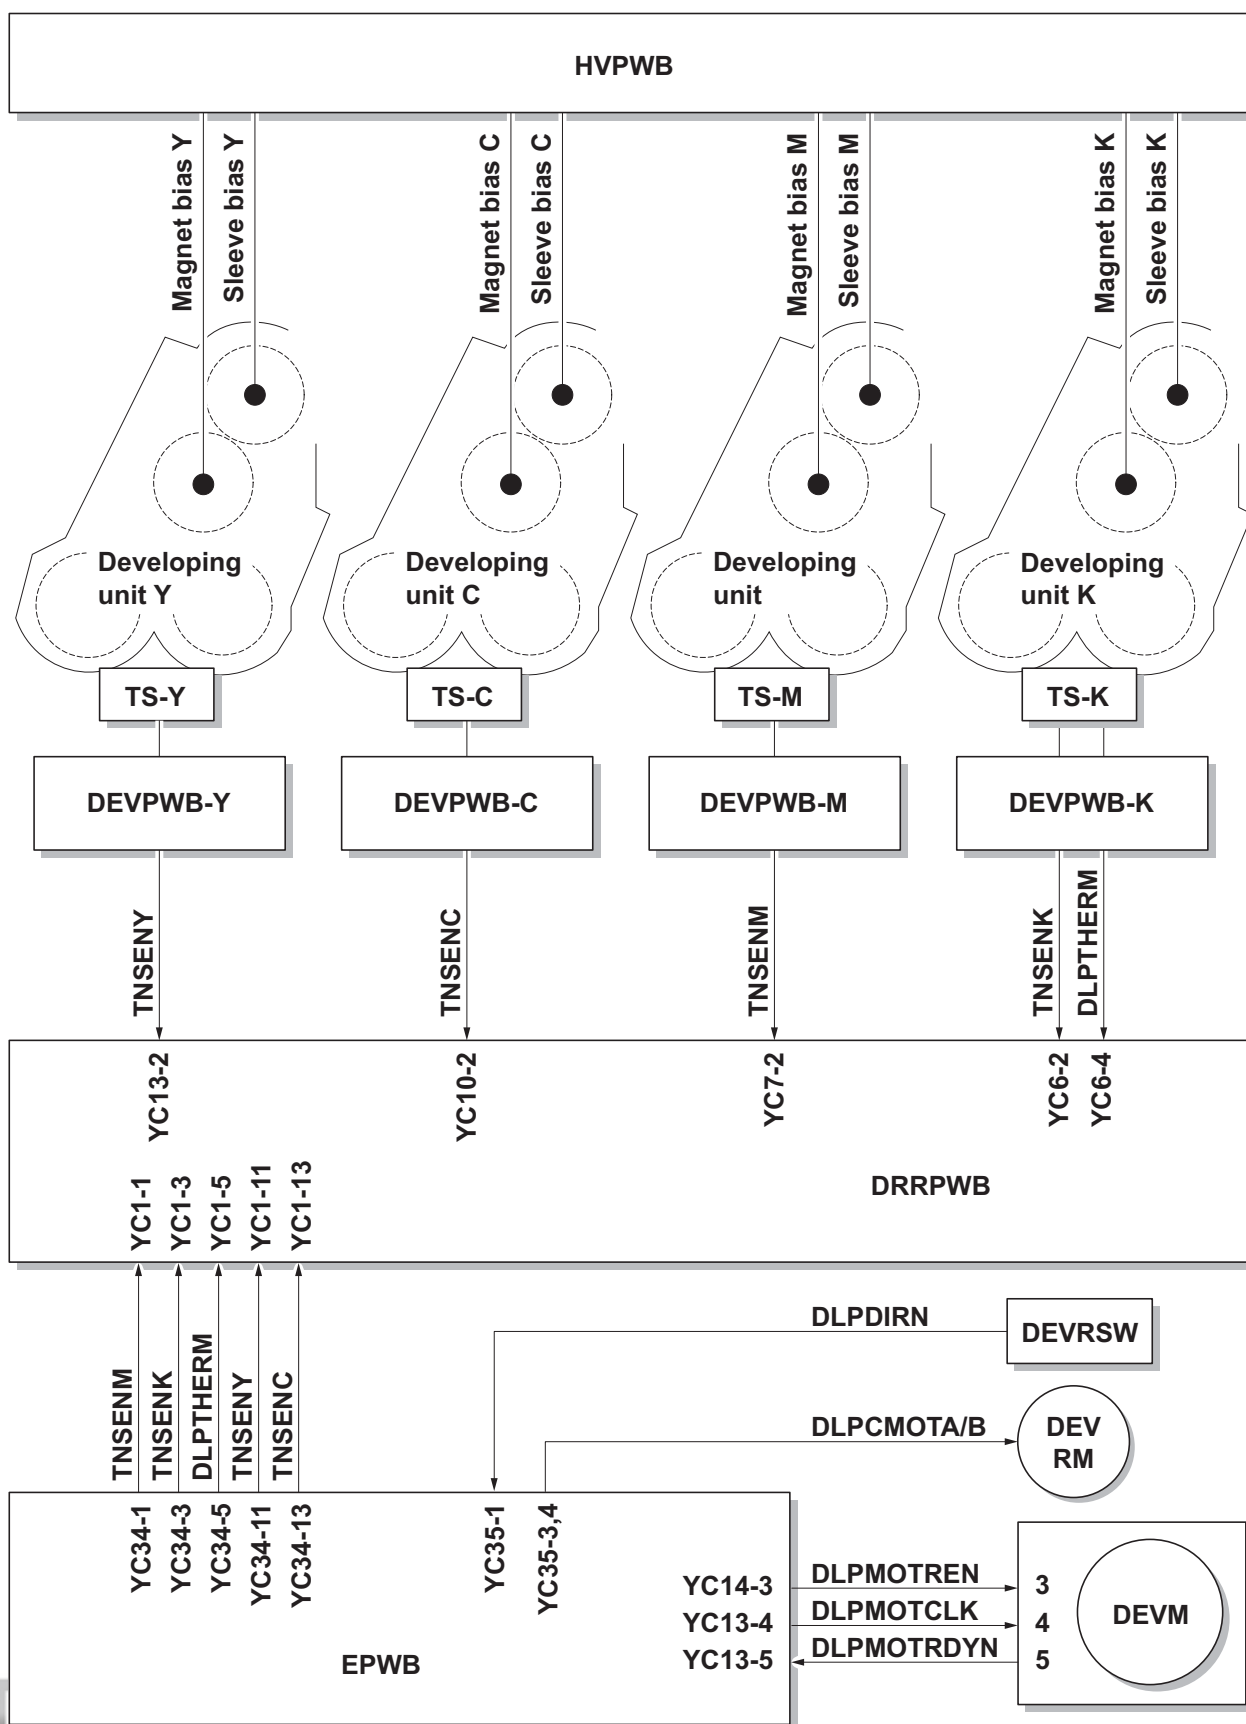 HVPWB
Magnet bias Y
Sleeve bias Y
Magnet bias C
Sleeve bias C
Magnet bias M
Sleeve bias M
Magnet bias K
Sleeve bias K
Developing
unit Y
Developing
unit C
Developing
unit
Developing
unit K
TS-Y
TS-C
TS-M
TS-K
DEVPWB-Y
DEVPWB-C
DEVPWB-M
DEVPWB-K
TNSENY
TNSENC
TNSENM
TNSENK
DLPTHERM
YC13-2
YC10-2
YC7-2
YC6-2
YC6-4
DRRPWB
YC1-1
YC1-3
YC1-5
YC1-11
YC1-13
TNSENM
TNSENK
DLPTHERM
TNSENY
TNSENC
DLPDIRN
DEVRSW
DLPCMOTA/B
DEV
RM
YC34-1
YC34-3
YC34-5
YC34-11
YC34-13
YC35-1
YC35-3,4
YC14-3
DLPMOTREN
3
YC13-4
DLPMOTCLK
4
YC13-5
DLPMOTRDYN
5
DEVM
EPWB